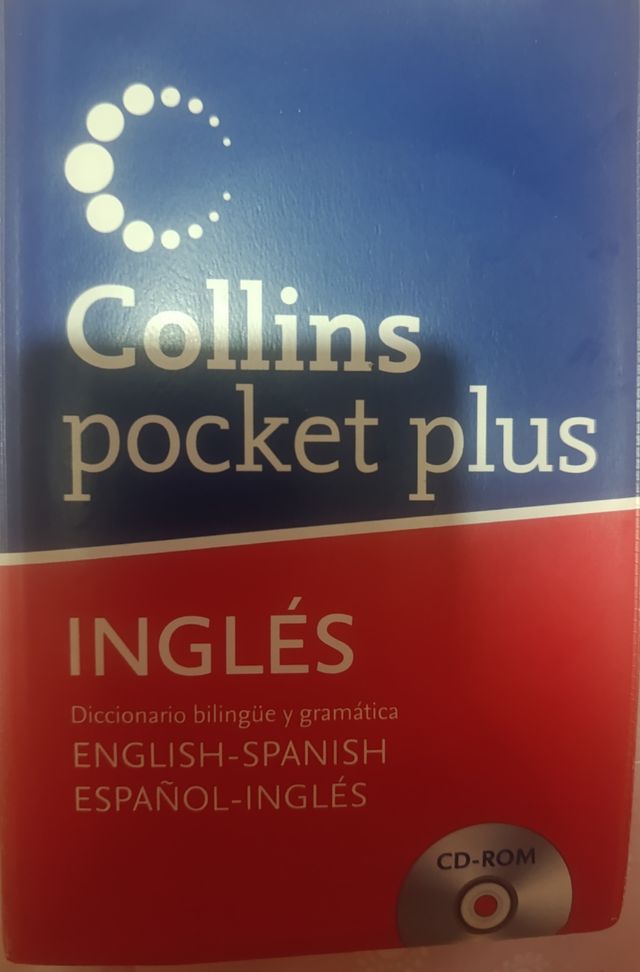 Collins
pocket plus
INGLÉS
Diccionario bilingüe y gramática
ENGLISH-SPANISH
ESPAÑOL-INGLÉS
CD-ROM